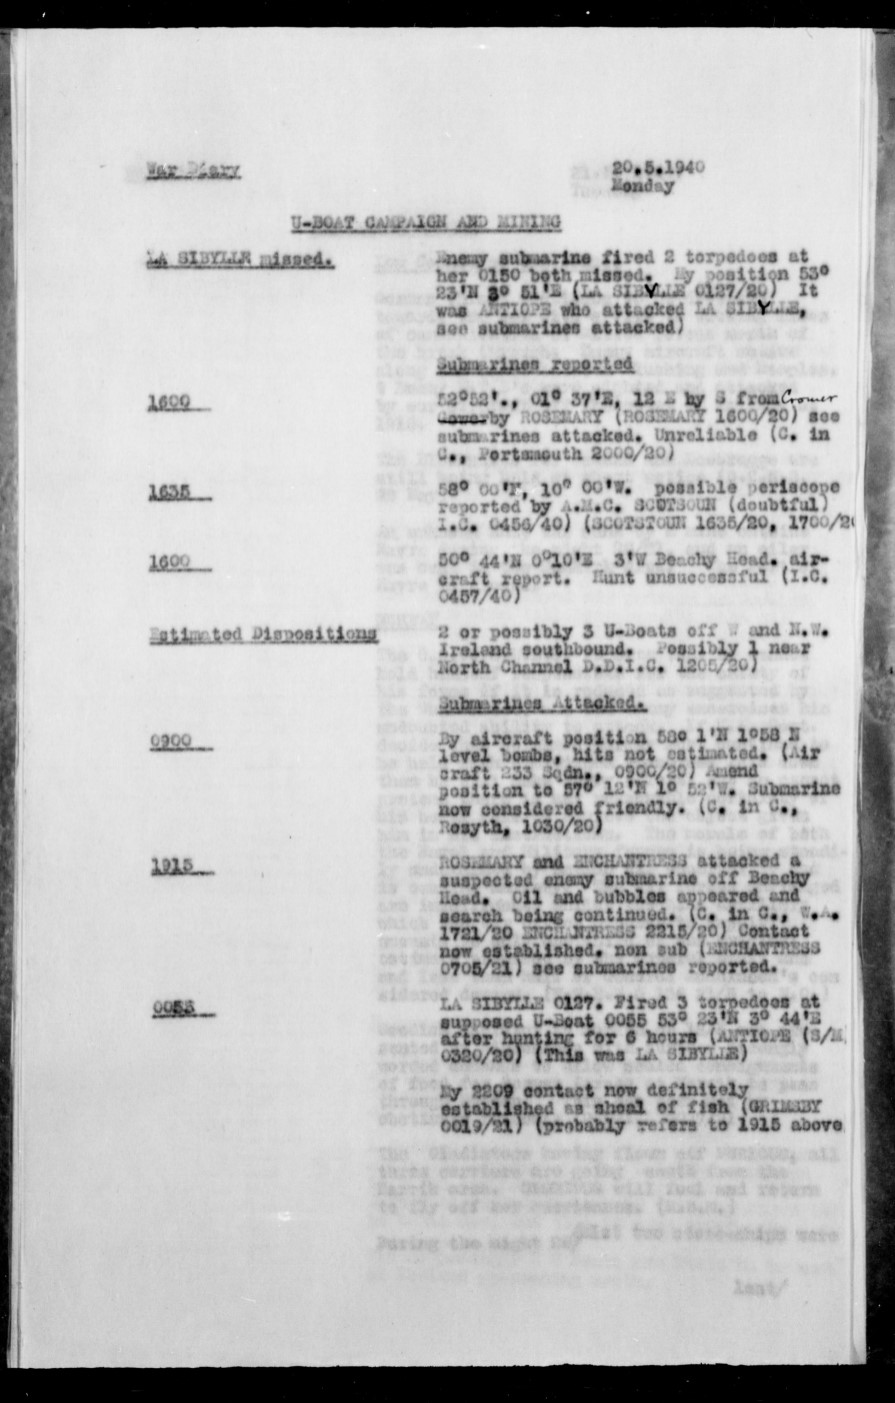 War Diary
20.5.1940
Monday
U-BOAT CAMPAIGN AND MINING
LA SIBYLLE missed.
Enemy submarine fired 2 torpedoes at
her 0150 both missed. My position 53°
23'N 3° 51'E (LA SIBYLLE 0127/20) It
was ANTIOPE who attacked LA SIBYLLE,
see submarines attacked)
Submarines reported
1600
52°52'., 01° 37'E, 12 E by S from Cromer
by ROSEMARY (ROSEMARY 1600/20) see
submarines attacked. Unreliable (C. in
C., Portsmouth 2000/20)
1635
58° 00'N, 10° 00'W. possible periscope
reported by A.M.C. SCOTSOUN (doubtful)
I.C. 0456/40) (SCOTSTOUN 1635/20, 1700/20
1600
50° 44'N 0°10'E 3'W Beachy Head. air-
craft report. Hunt unsuccessful (I.C.
0457/40)
Estimated Dispositions
2 or possibly 3 U-Boats off W and N.W.
Ireland southbound. Possibly 1 near
North Channel D.D.I.C. 1205/20)
Submarines Attacked.
0900
By aircraft position 580 1'N 1°58 N
level bombs, hits not estimated. (Air
craft 233 Sqdn., 0900/20) Amend
position to 57° 12'N 1° 52'W. Submarine
now considered friendly. (C. in C.,
Rosyth, 1030/20)
1915
ROSEMARY and ENCHANTRESS attacked a
suspected enemy submarine off Beachy
Head. Oil and bubbles appeared and
search being continued. (C. in C., W.A.
1721/20 ENCHANTRESS 2215/20) Contact
now established. non sub (ENCHANTRESS
0705/21) see submarines reported.
0055
LA SIBYLLE 0127. Fired 3 torpedoes at
supposed U-Boat 0055 53° 23'N 3° 44'E
after hunting for 6 hours (ANTIOPE (S/M
0320/20) (This was LA SIBYLLE)
By 2209 contact now definitely
established as shoal of fish (GRIMSBY
0019/21) (probably refers to 1915 above